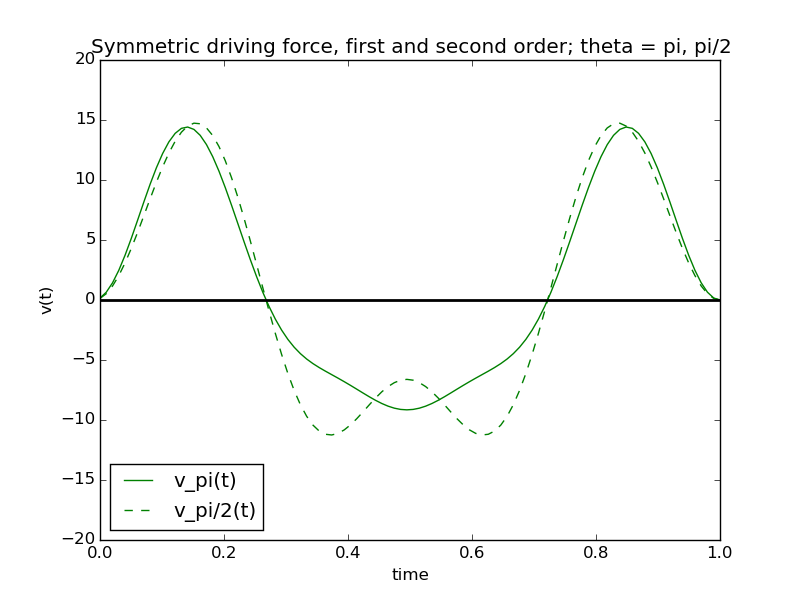 Symmetric driving force, first and second order; theta = pi, pi/2
20
15
10
5
0
−5
−10
−15
−20
v(t)
v_pi(t)
v_pi/2(t)
0.0 0.2 0.4 0.6 0.8 1.0
time